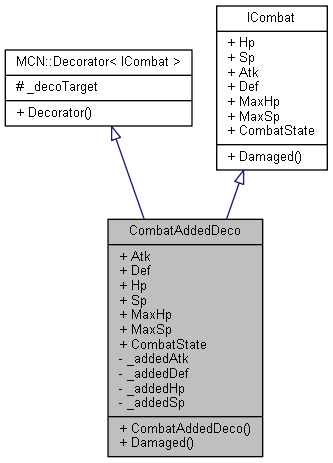 MCN::Decorator< ICombat >
# _decoTarget
+ Decorator()
ICombat
+ Hp
+ Sp
+ Atk
+ Def
+ MaxHp
+ MaxSp
+ CombatState
+ Damaged()
CombatAddedDeco
+ Atk
+ Def
+ Hp
+ Sp
+ MaxHp
+ MaxSp
+ CombatState
- _addedAtk
- _addedDef
- _addedHp
- _addedSp
+ CombatAddedDeco()
+ Damaged()